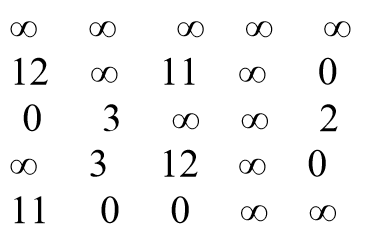 ∞ ∞ ∞ ∞ ∞
12 ∞ 11 ∞ 0
0 3 ∞ ∞ 2
∞ 3 12 ∞ 0
11 0 0 ∞ ∞